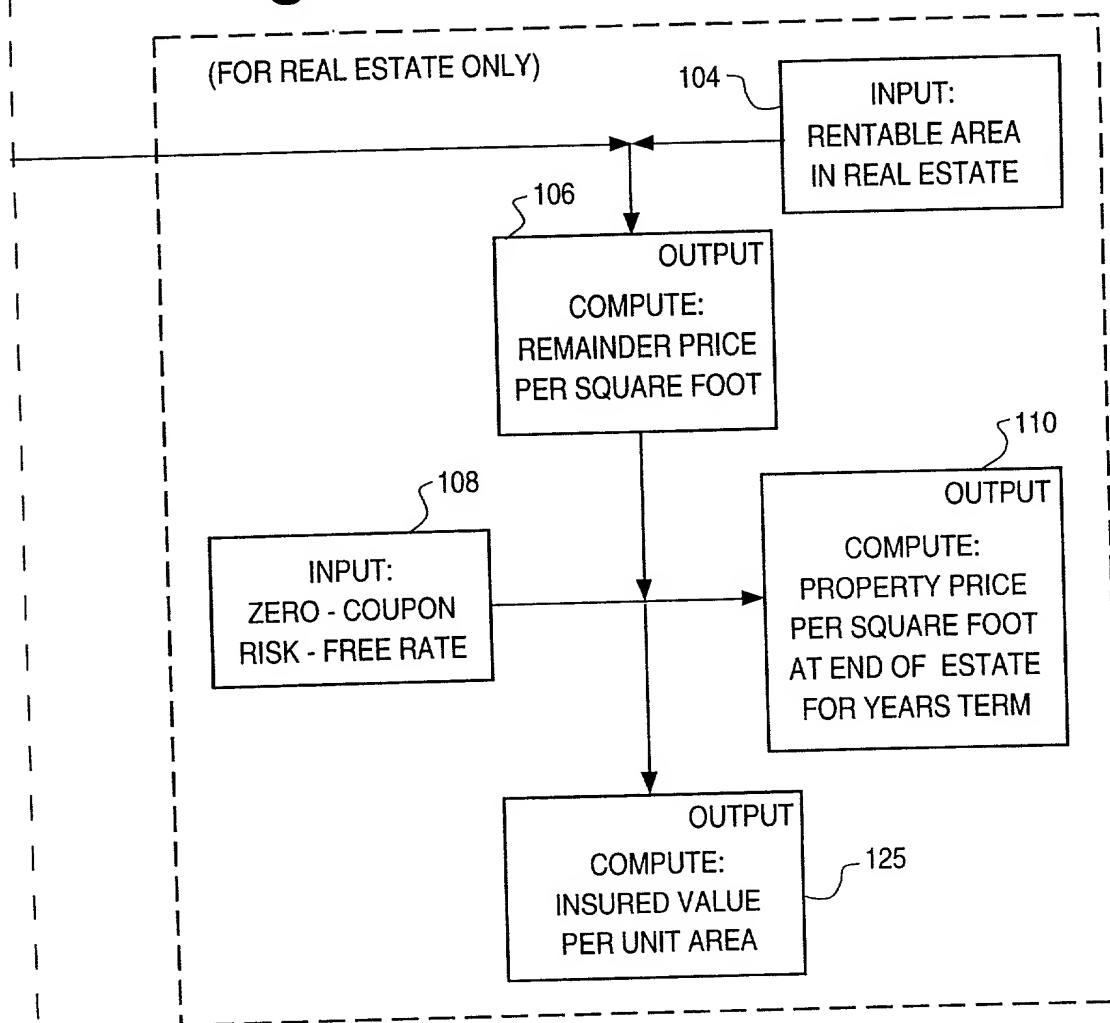 (FOR REAL ESTATE ONLY)
104
INPUT:
RENTABLE AREA
IN REAL ESTATE
106
OUTPUT
COMPUTE:
REMAINDER PRICE
PER SQUARE FOOT
108
INPUT:
ZERO - COUPON
RISK - FREE RATE
110
OUTPUT
COMPUTE:
PROPERTY PRICE
PER SQUARE FOOT
AT END OF ESTATE
FOR YEARS TERM
OUTPUT
COMPUTE:
INSURED VALUE
PER UNIT AREA
125